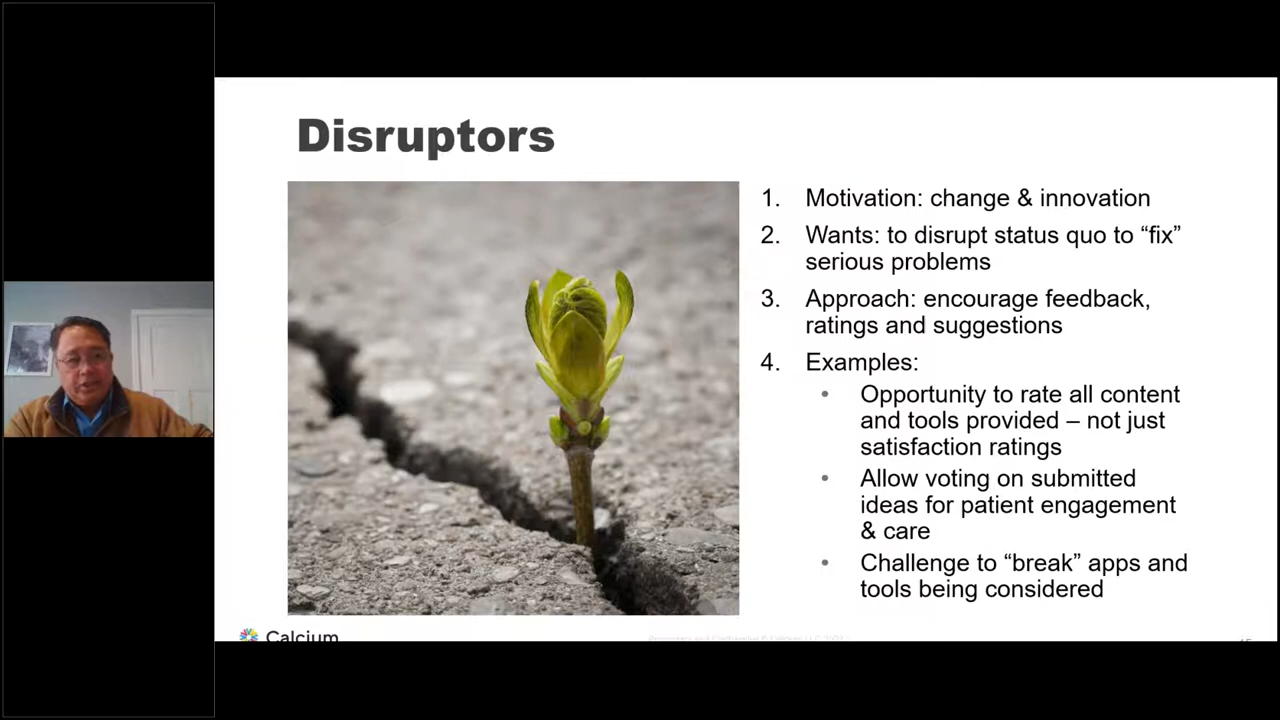 Disruptors
1. Motivation: change & innovation
2. Wants: to disrupt status quo to “fix”
serious problems
3. Approach: encourage feedback,
ratings and suggestions
4. Examples:
• Opportunity to rate all content
and tools provided – not just
satisfaction ratings
• Allow voting on submitted
ideas for patient engagement
& care
• Challenge to “break” apps and
tools being considered
Calcium